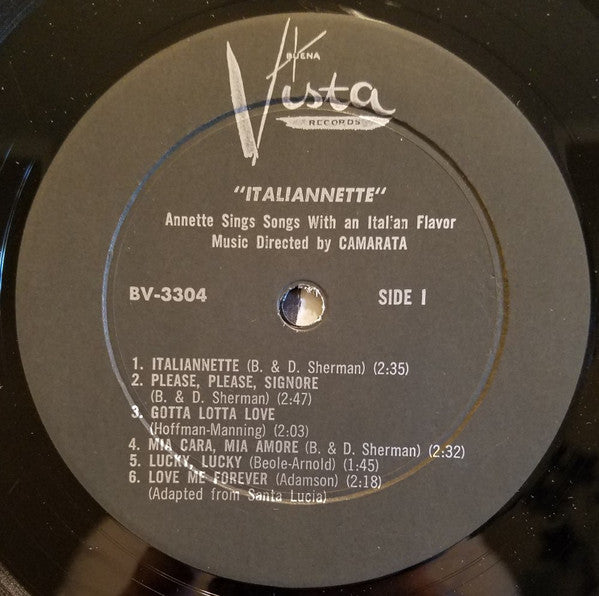 BUENA
Vista
RECORDS
"ITALIANNETTE"
Annette Sings Songs With an Italian Flavor
Music Directed by CAMARATA
BV-3304
SIDE I
1. ITALIANNETTE (B. & D. Sherman) (2:35)
2. PLEASE, PLEASE, SIGNORE
(B. & D. Sherman) (2:47)
3. GOTTA LOTTA LOVE
(Hoffman-Manning) (2:03)
4. MIA CARA, MIA AMORE (B. & D. Sherman) (2:32)
5. LUCKY, LUCKY (Beole-Arnold) (1:45)
6. LOVE ME FOREVER (Adamson) (2:18)
(Adapted from Santa Lucia)